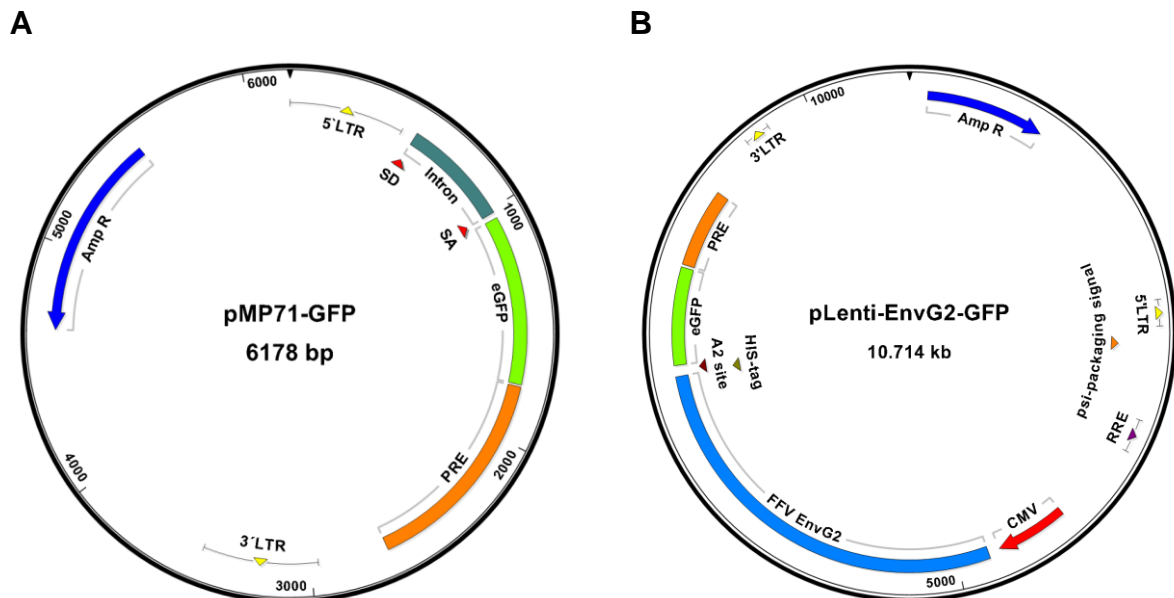 A
6000
5`LTR
SD
Intron
SA
1000
eGFP
5000
Amp R
pMP71-GFP
6178 bp
PRE
2000
4000
3´LTR
3000
B
10000
Amp R
3'LTR
PRE
eGFP
A2 site
HIS-tag
pLenti-EnvG2-GFP
10.714 kb
psi-packaging signal
5'LTR
RRE
CMV
FFV EnvG2
5000